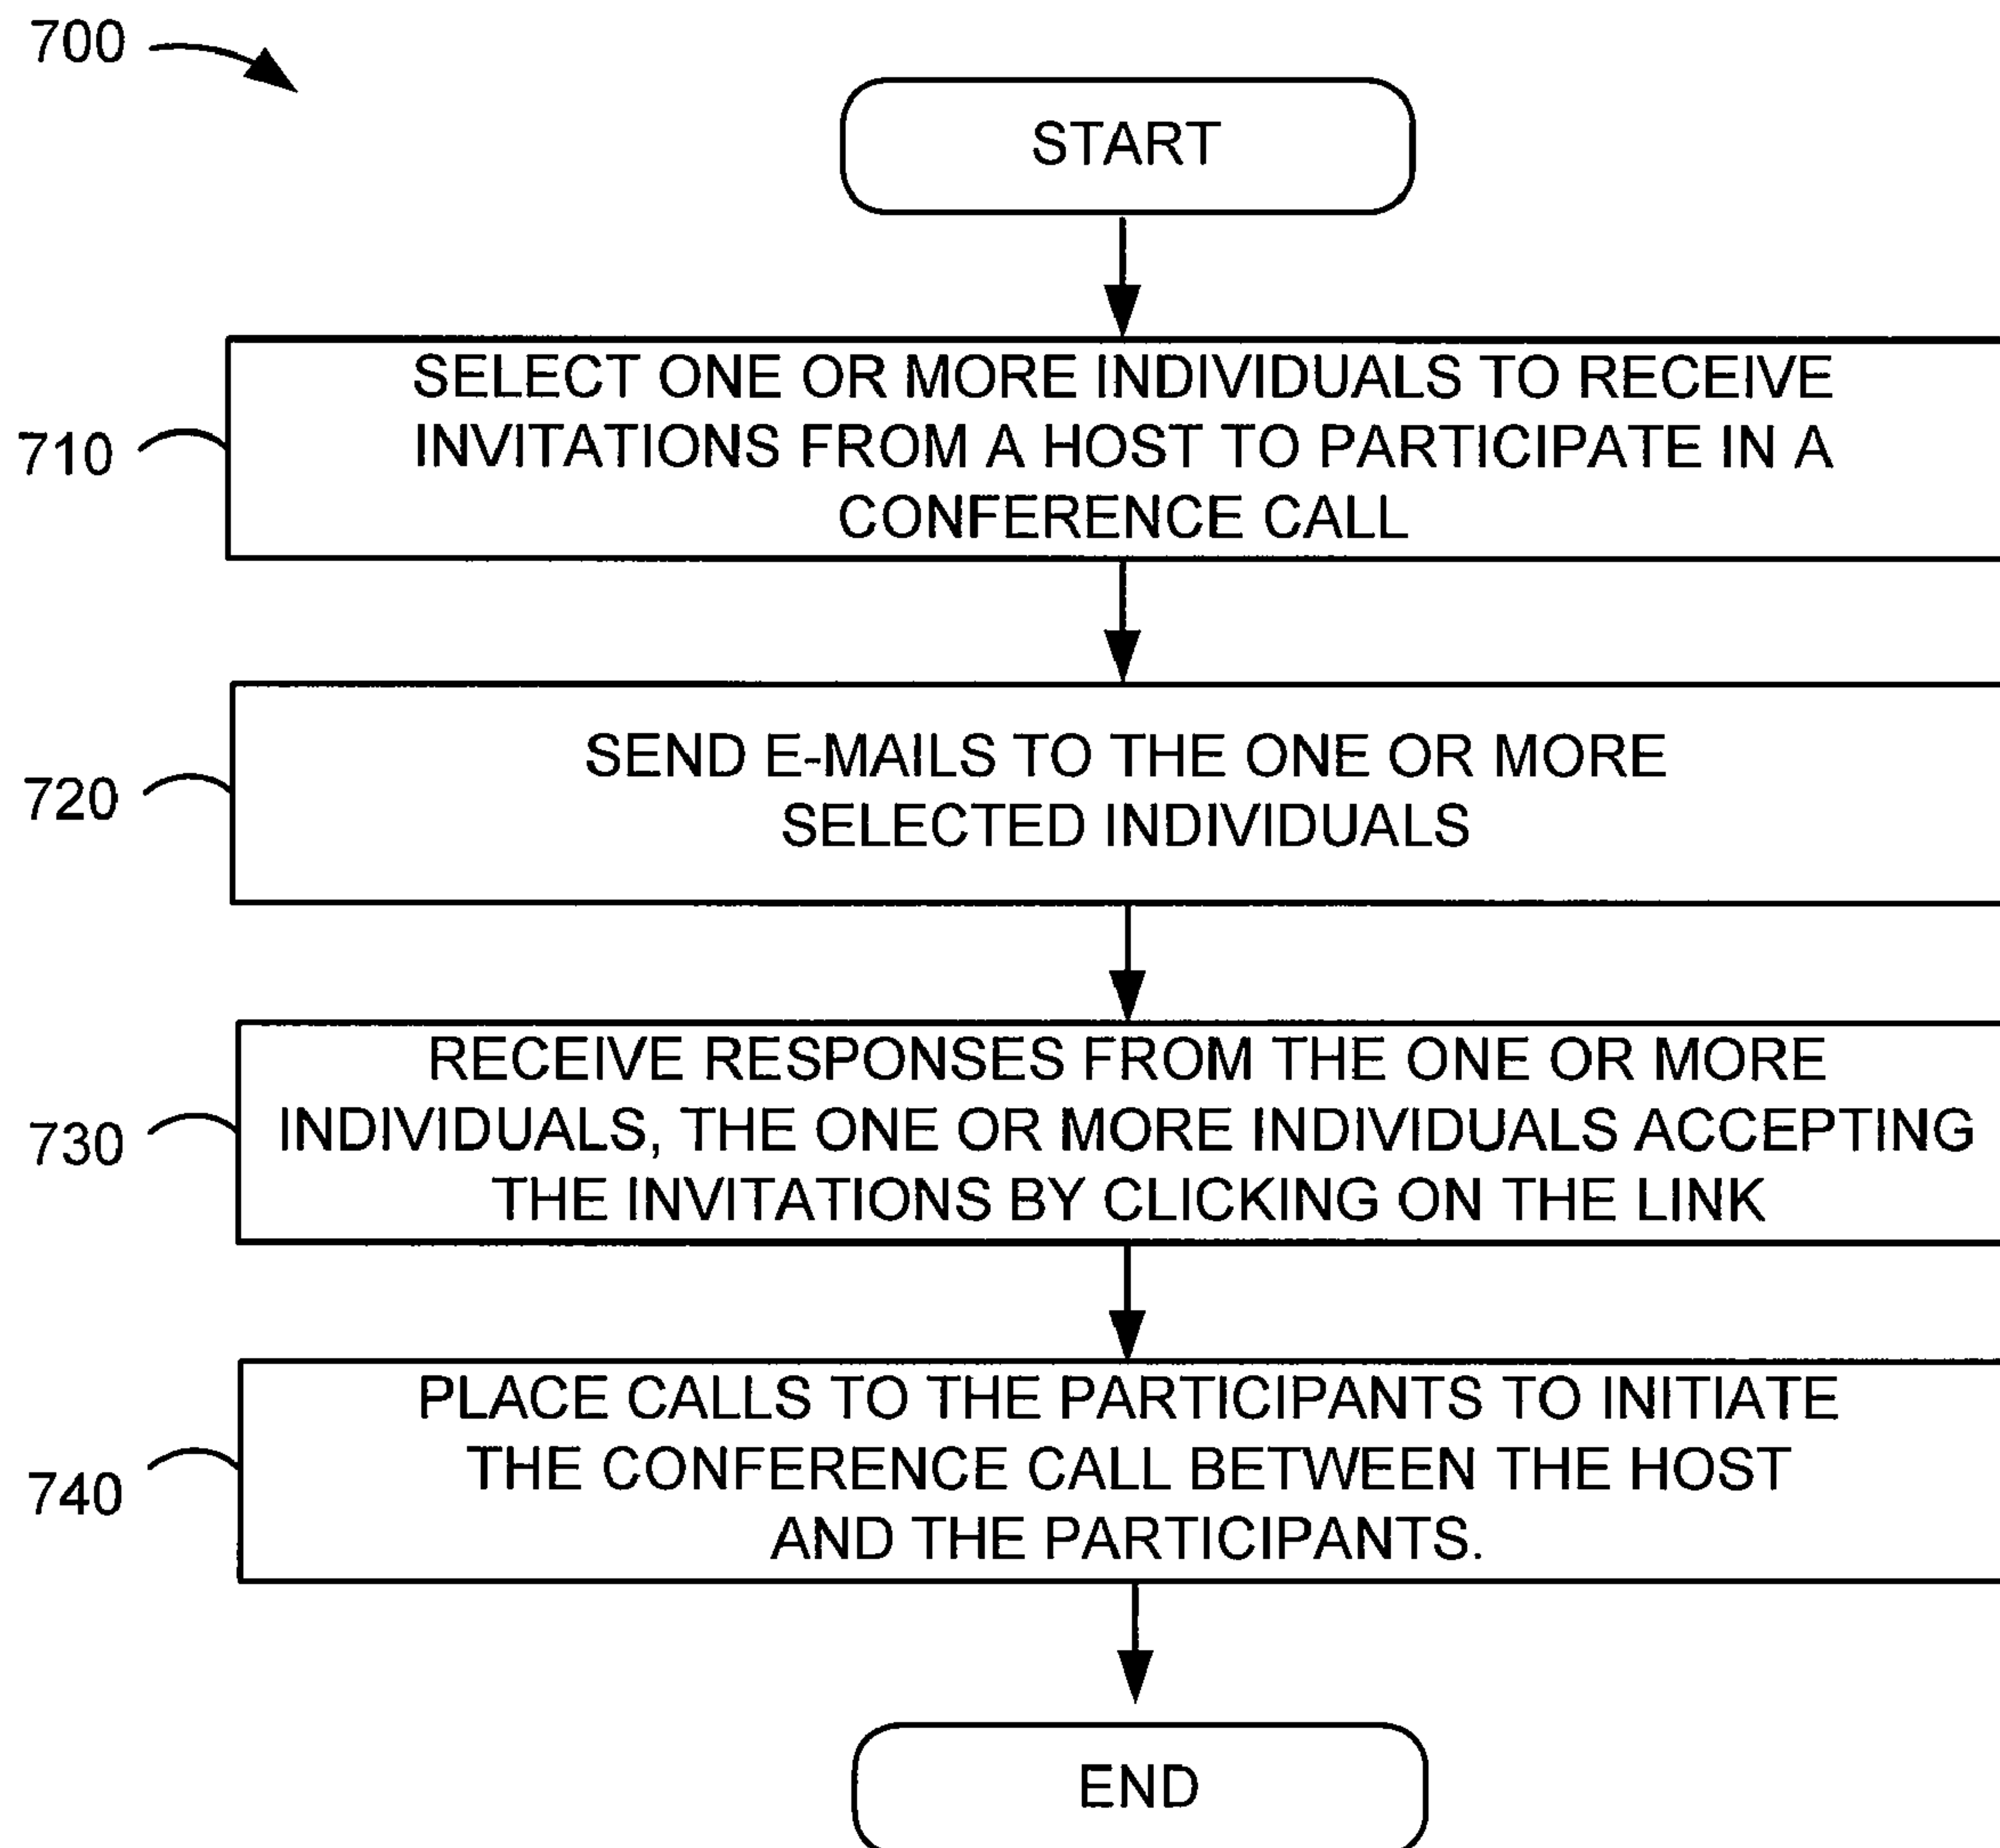 700
START
710
SELECT ONE OR MORE INDIVIDUALS TO RECEIVE
INVITATIONS FROM A HOST TO PARTICIPATE IN A
CONFERENCE CALL
720
SEND E-MAILS TO THE ONE OR MORE
SELECTED INDIVIDUALS
730
RECEIVE RESPONSES FROM THE ONE OR MORE
INDIVIDUALS, THE ONE OR MORE INDIVIDUALS ACCEPTING
THE INVITATIONS BY CLICKING ON THE LINK
740
PLACE CALLS TO THE PARTICIPANTS TO INITIATE
THE CONFERENCE CALL BETWEEN THE HOST
AND THE PARTICIPANTS.
END